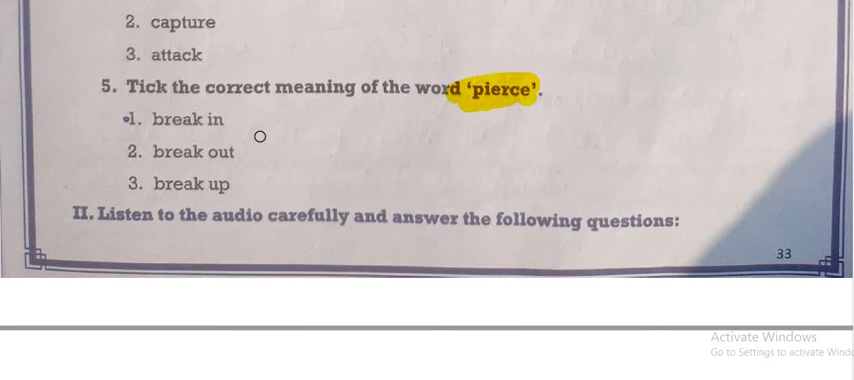 2. capture
3. attack
5. Tick the correct meaning of the word ‘pierce’.
1. break in
2. break out
3. break up
II. Listen to the audio carefully and answer the following questions:
33
Activate Windows
Go to Settings to activate Windo